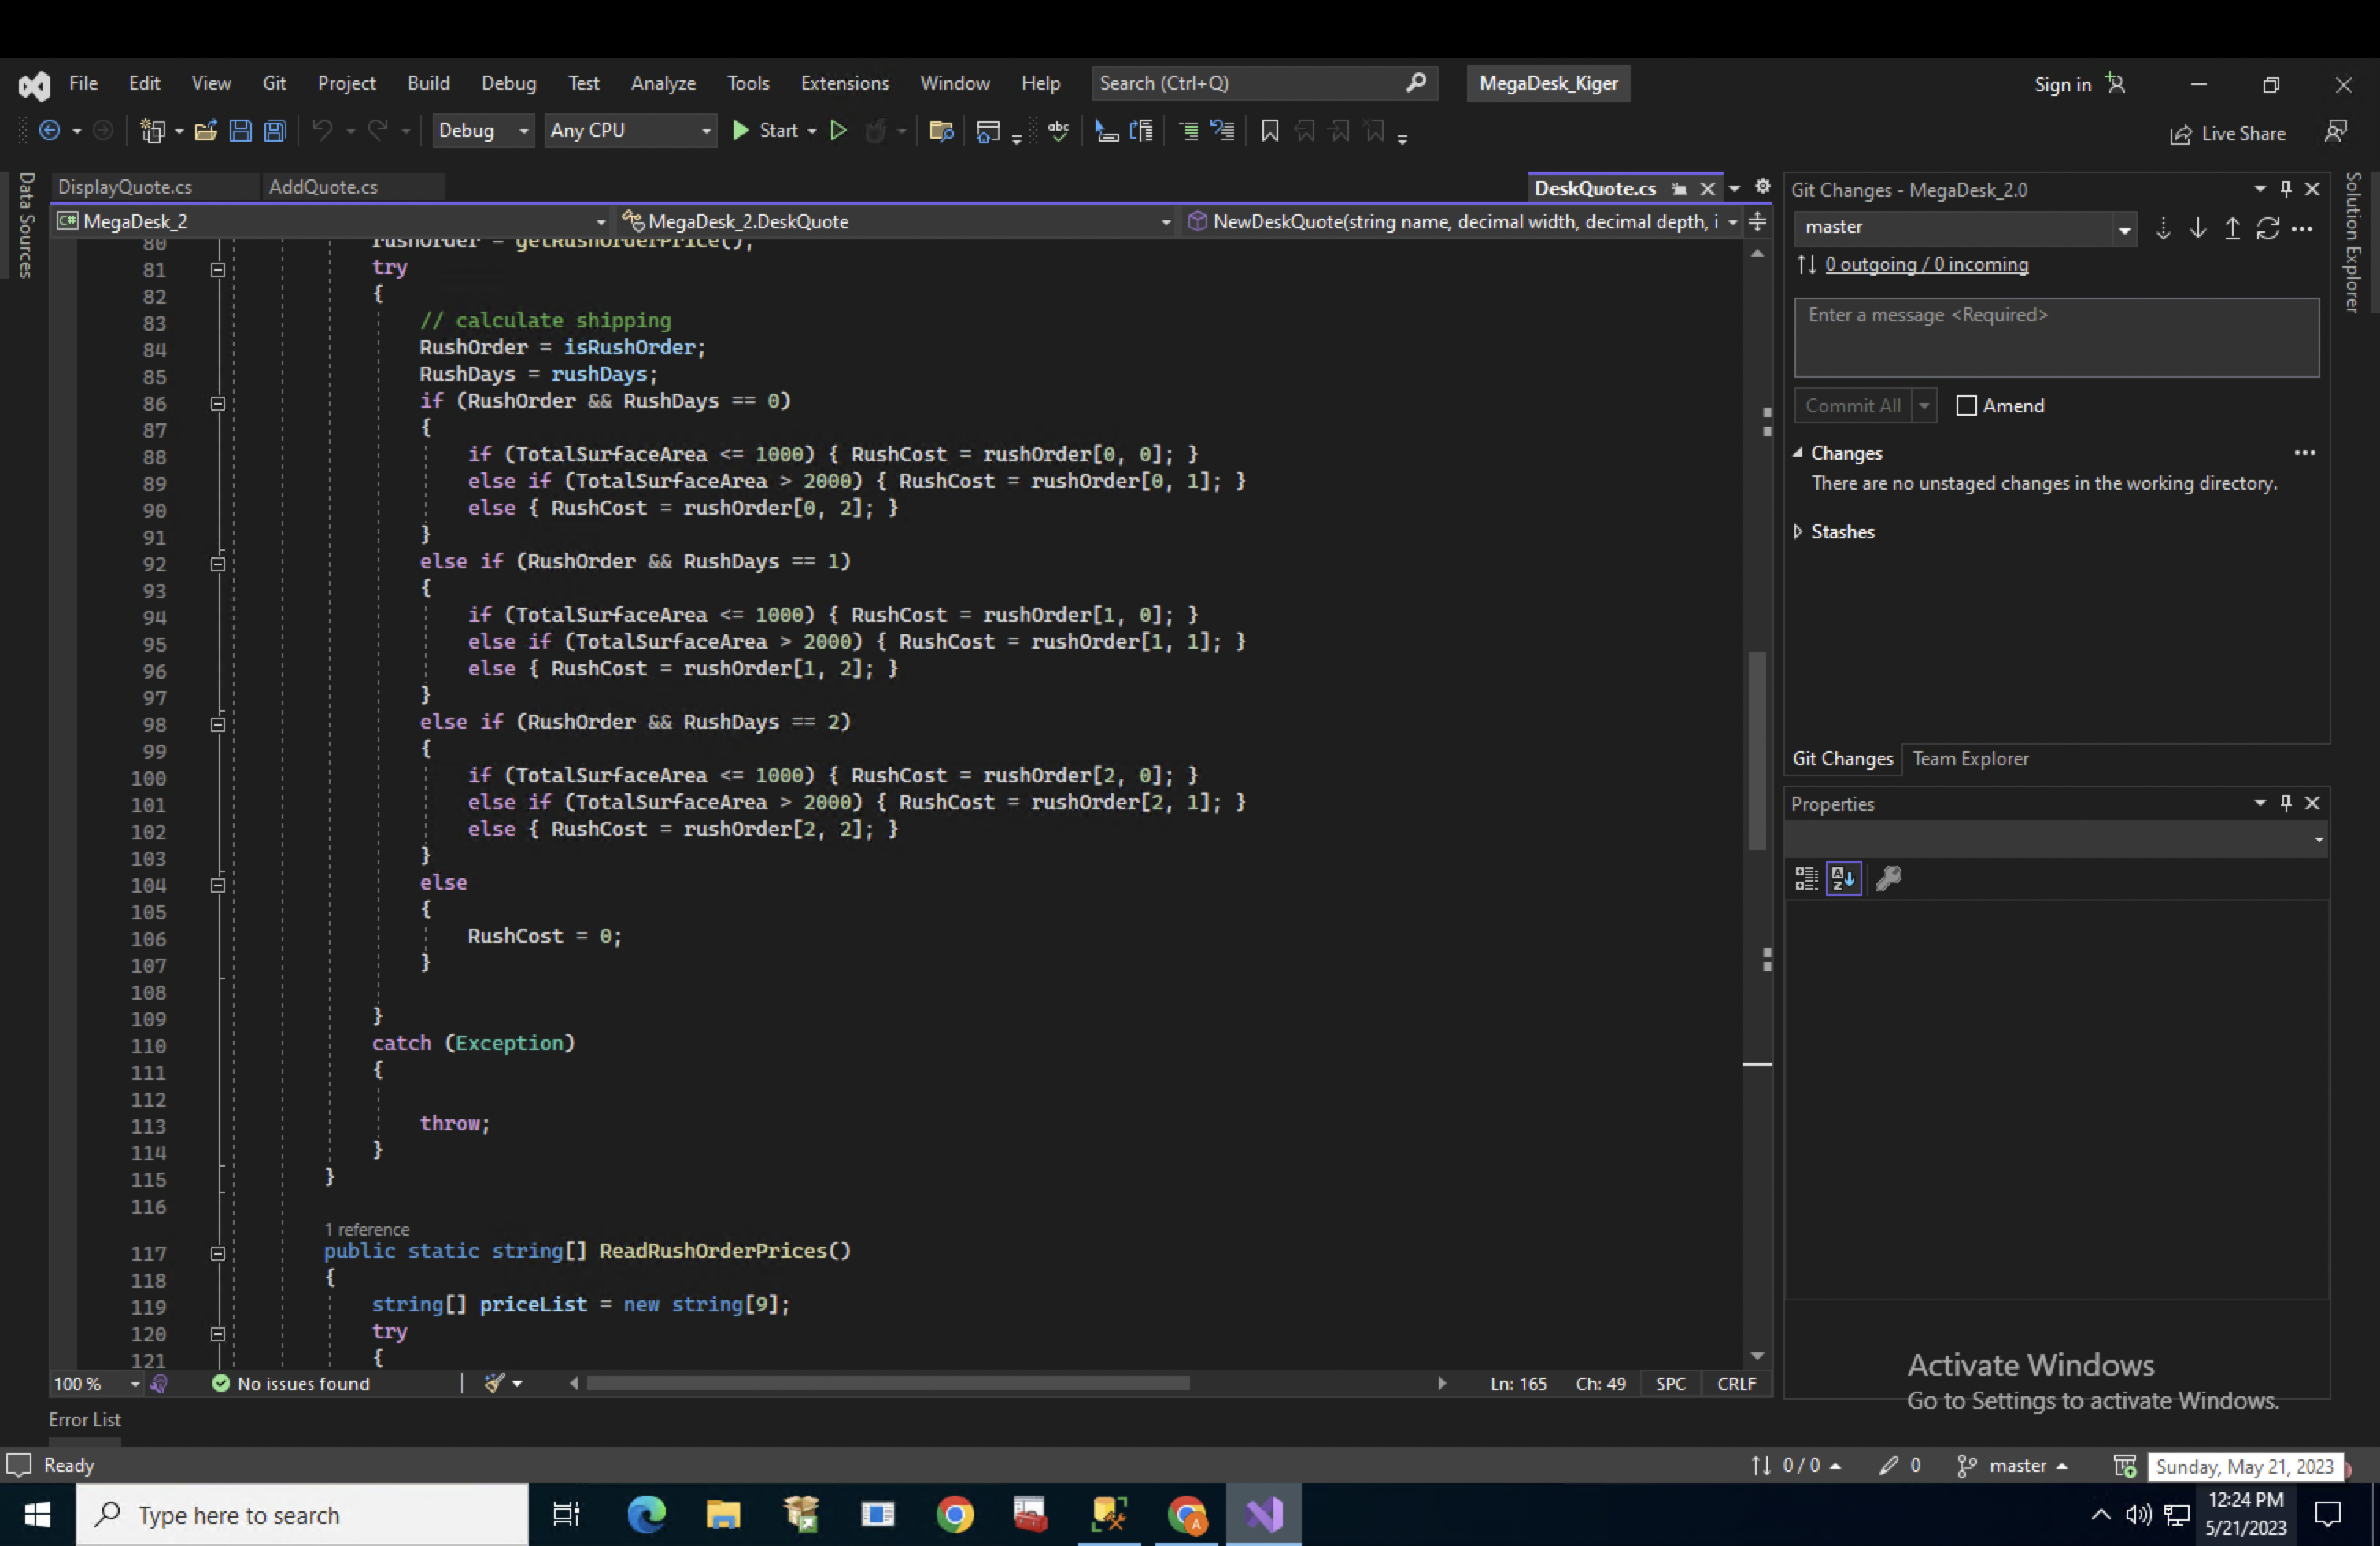 File Edit View Git Project Build Debug Test Analyze Tools Extensions Window Help Search (Ctrl+Q) MegaDesk_Kiger Sign in
Debug Any CPU Start Live Share
Data Sources
DisplayQuote.cs AddQuote.cs DeskQuote.cs
MegaDesk_2 MegaDesk_2.DeskQuote NewDeskQuote(string name, decimal width, decimal depth, i
80 rushOrder = getRushOrderPrice();
81 try
82 {
83 // calculate shipping
84 RushOrder = isRushOrder;
85 RushDays = rushDays;
86 if (RushOrder && RushDays == 0)
87 {
88 if (TotalSurfaceArea <= 1000) { RushCost = rushOrder[0, 0]; }
89 else if (TotalSurfaceArea > 2000) { RushCost = rushOrder[0, 1]; }
90 else { RushCost = rushOrder[0, 2]; }
91 }
92 else if (RushOrder && RushDays == 1)
93 {
94 if (TotalSurfaceArea <= 1000) { RushCost = rushOrder[1, 0]; }
95 else if (TotalSurfaceArea > 2000) { RushCost = rushOrder[1, 1]; }
96 else { RushCost = rushOrder[1, 2]; }
97 }
98 else if (RushOrder && RushDays == 2)
99 {
100 if (TotalSurfaceArea <= 1000) { RushCost = rushOrder[2, 0]; }
101 else if (TotalSurfaceArea > 2000) { RushCost = rushOrder[2, 1]; }
102 else { RushCost = rushOrder[2, 2]; }
103 }
104 else
105 {
106 RushCost = 0;
107 }
108
109 }
110 catch (Exception)
111 {
112
113 throw;
114 }
115 }
116
1 reference
117 public static string[] ReadRushOrderPrices()
118 {
119 string[] priceList = new string[9];
120 try
121 {
100 % No issues found Ln: 165 Ch: 49 SPC CRLF
Error List
Git Changes - MegaDesk_2.0
master
0 outgoing / 0 incoming
Enter a message <Required>
Commit All Amend
Changes
There are no unstaged changes in the working directory.
Stashes
Git Changes Team Explorer
Properties
Solution Explorer
Activate Windows
Go to Settings to activate Windows.
Ready 0 / 0 0 master Sunday, May 21, 2023
Type here to search
12:24 PM
5/21/2023